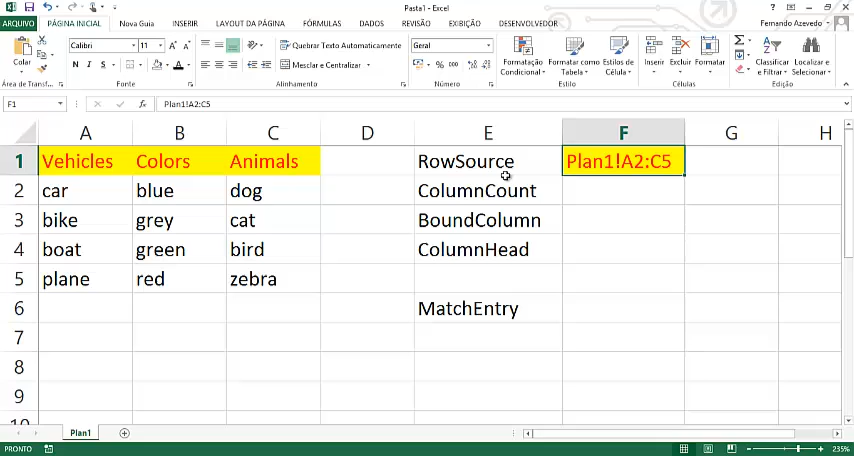 Pasta1 - Excel
ARQUIVO PÁGINA INICIAL Nova Guia INSERIR LAYOUT DA PÁGINA FÓRMULAS DADOS REVISÃO EXIBIÇÃO DESENVOLVEDOR Fernando Azevedo
Colar
Área de Transf...
Calibri 11
N I S
Fonte
Quebrar Texto Automaticamente
Mesclar e Centralizar
Alinhamento
Geral
% 000
Número
Formatação Condicional
Formatar como Tabela
Estilos de Célula
Estilo
Inserir Excluir Formatar
Células
Classificar e Filtrar
Localizar e Selecionar
Edição
F1 fx Plan1!A2:C5
A B C D E F G H
1 Vehicles Colors Animals RowSource Plan1!A2:C5
2 car blue dog ColumnCount
3 bike grey cat BoundColumn
4 boat green bird ColumnHead
5 plane red zebra
6 MatchEntry
7
8
9
10
Plan1
PRONTO 235%